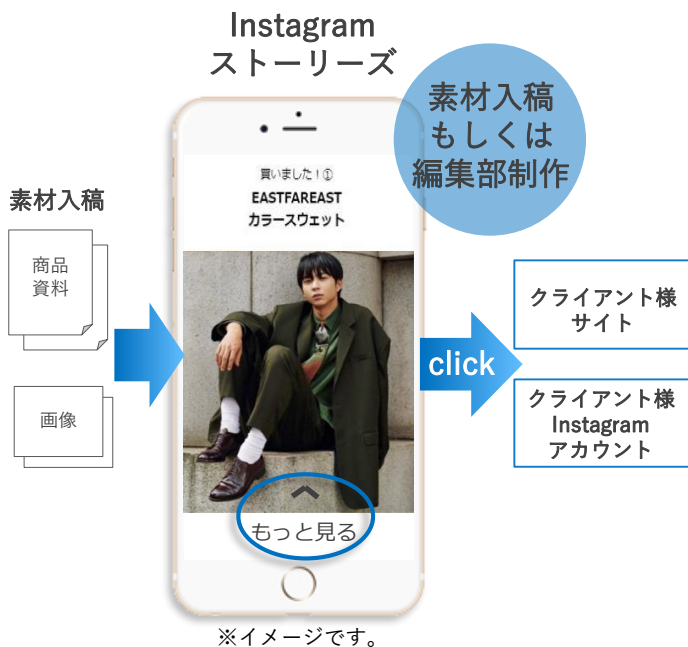 Instagram
ストーリーズ
素材入稿
もしくは
編集部制作
買いました！①
EASTFAREAST
カラースウェット
素材入稿
商品
資料
画像
click
クライアント様
サイト
クライアント様
Instagram
アカウント
もっと見る
※イメージです。